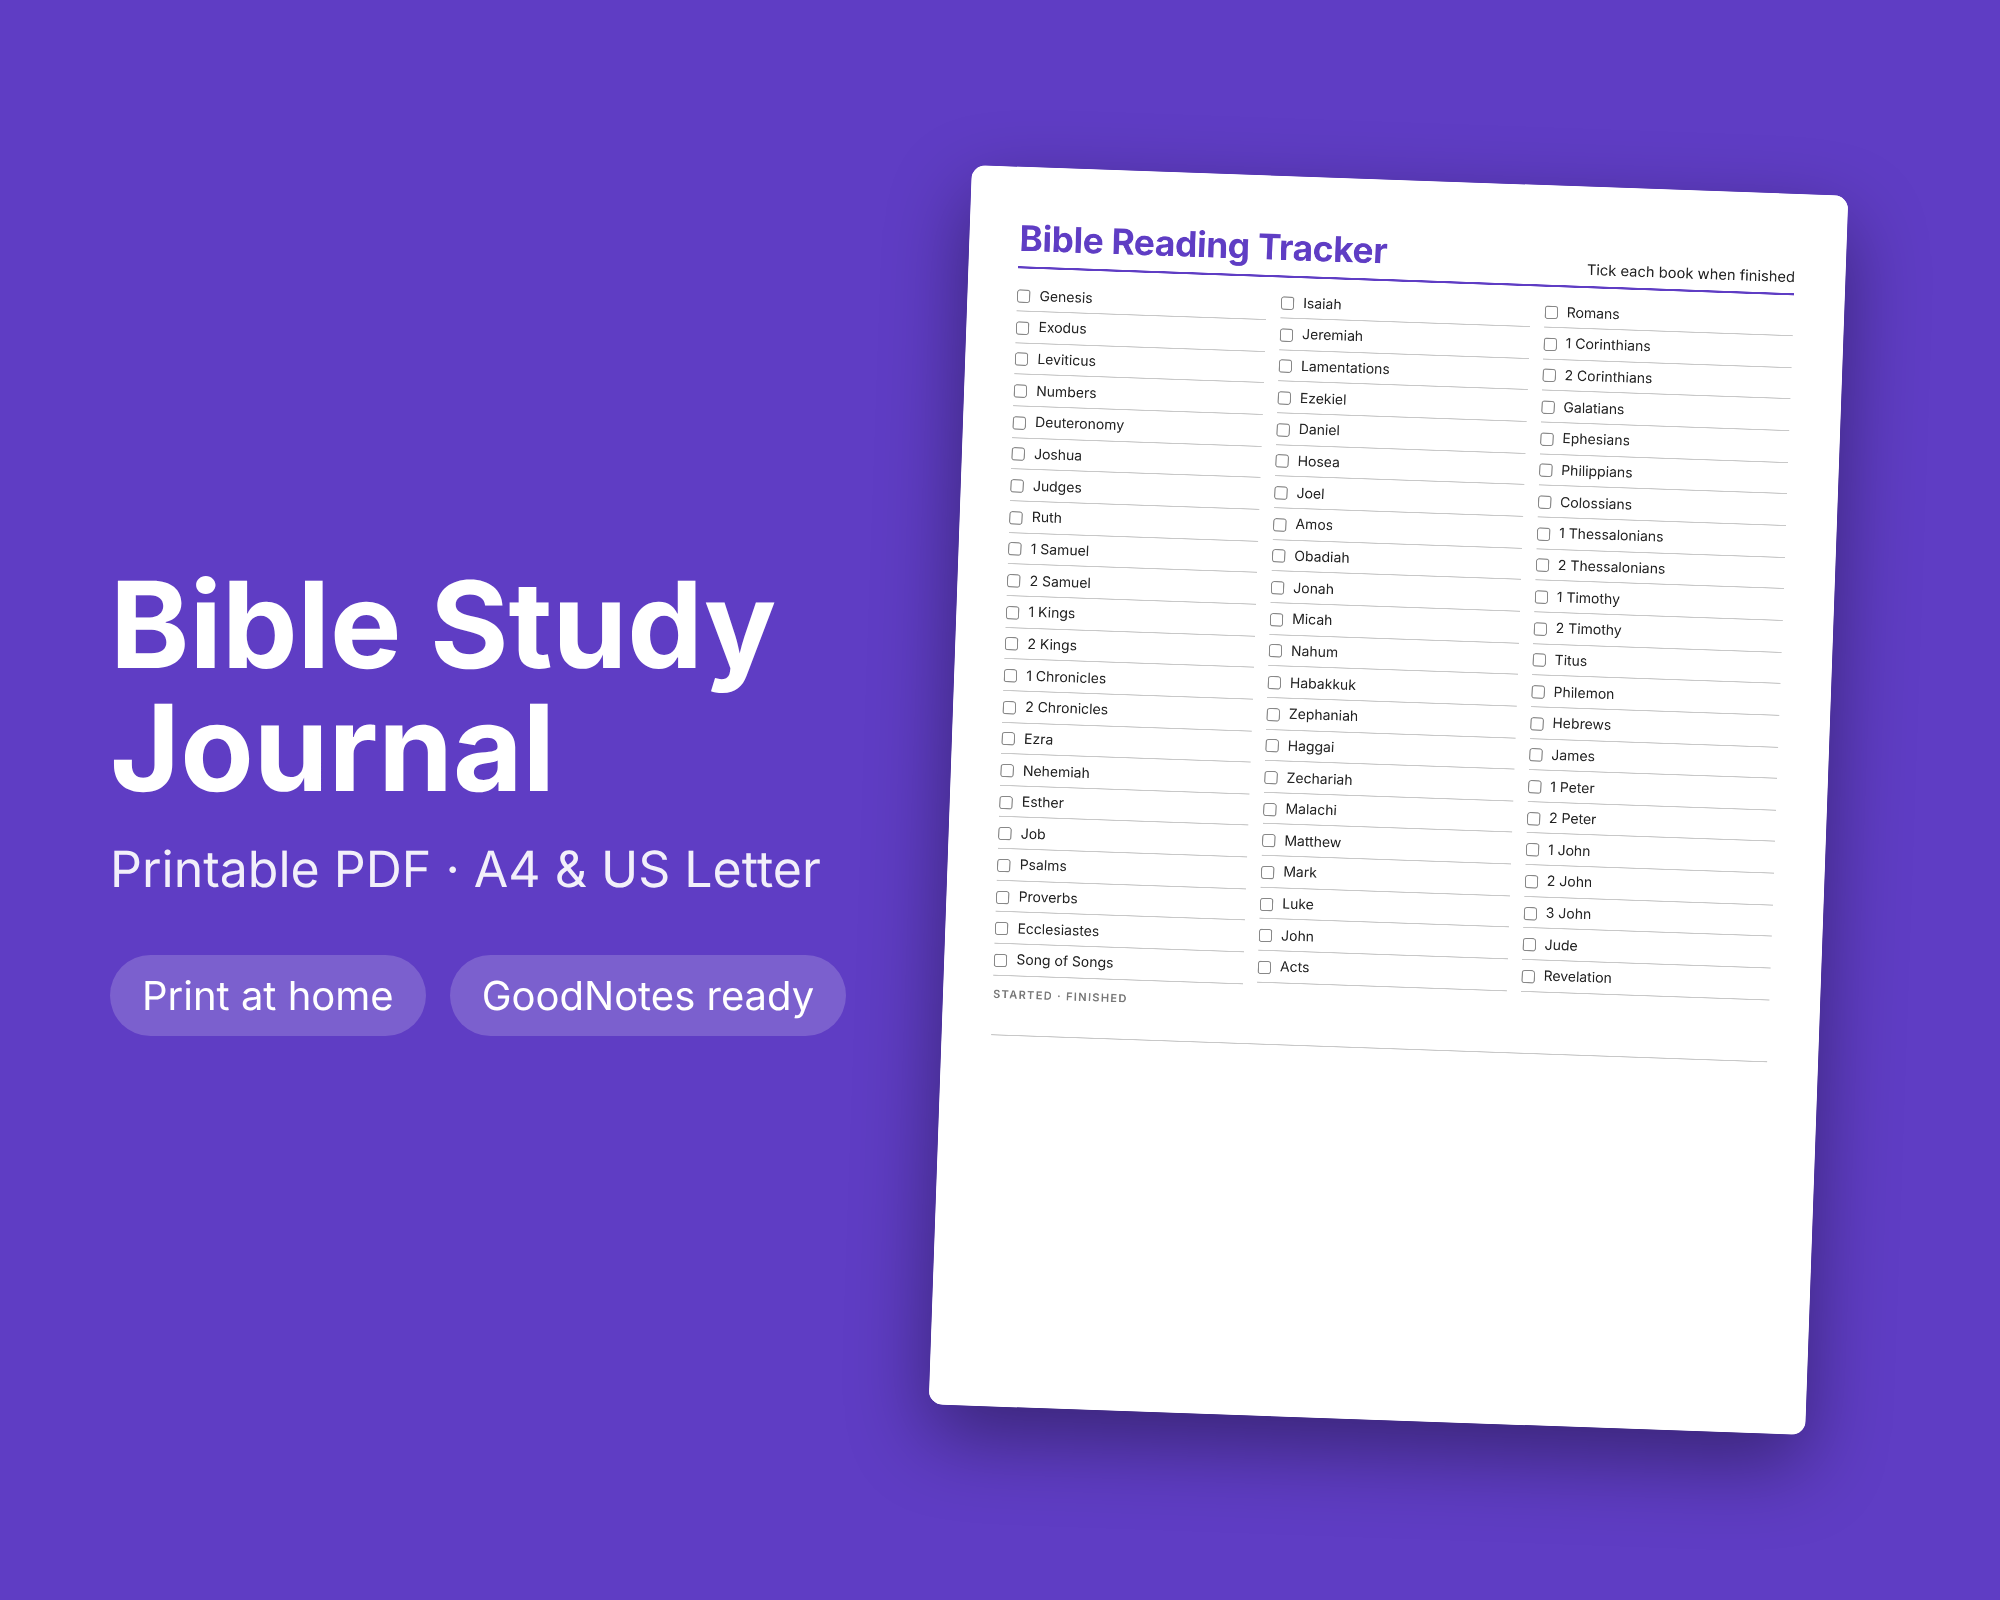 Bible Study
Journal
Printable PDF · A4 & US Letter
Print at home
GoodNotes ready
Bible Reading Tracker
Tick each book when finished
Genesis
Exodus
Leviticus
Numbers
Deuteronomy
Joshua
Judges
Ruth
1 Samuel
2 Samuel
1 Kings
2 Kings
1 Chronicles
2 Chronicles
Ezra
Nehemiah
Esther
Job
Psalms
Proverbs
Ecclesiastes
Song of Songs
Isaiah
Jeremiah
Lamentations
Ezekiel
Daniel
Hosea
Joel
Amos
Obadiah
Jonah
Micah
Nahum
Habakkuk
Zephaniah
Haggai
Zechariah
Malachi
Matthew
Mark
Luke
John
Acts
Romans
1 Corinthians
2 Corinthians
Galatians
Ephesians
Philippians
Colossians
1 Thessalonians
2 Thessalonians
1 Timothy
2 Timothy
Titus
Philemon
Hebrews
James
1 Peter
2 Peter
1 John
2 John
3 John
Jude
Revelation
STARTED · FINISHED